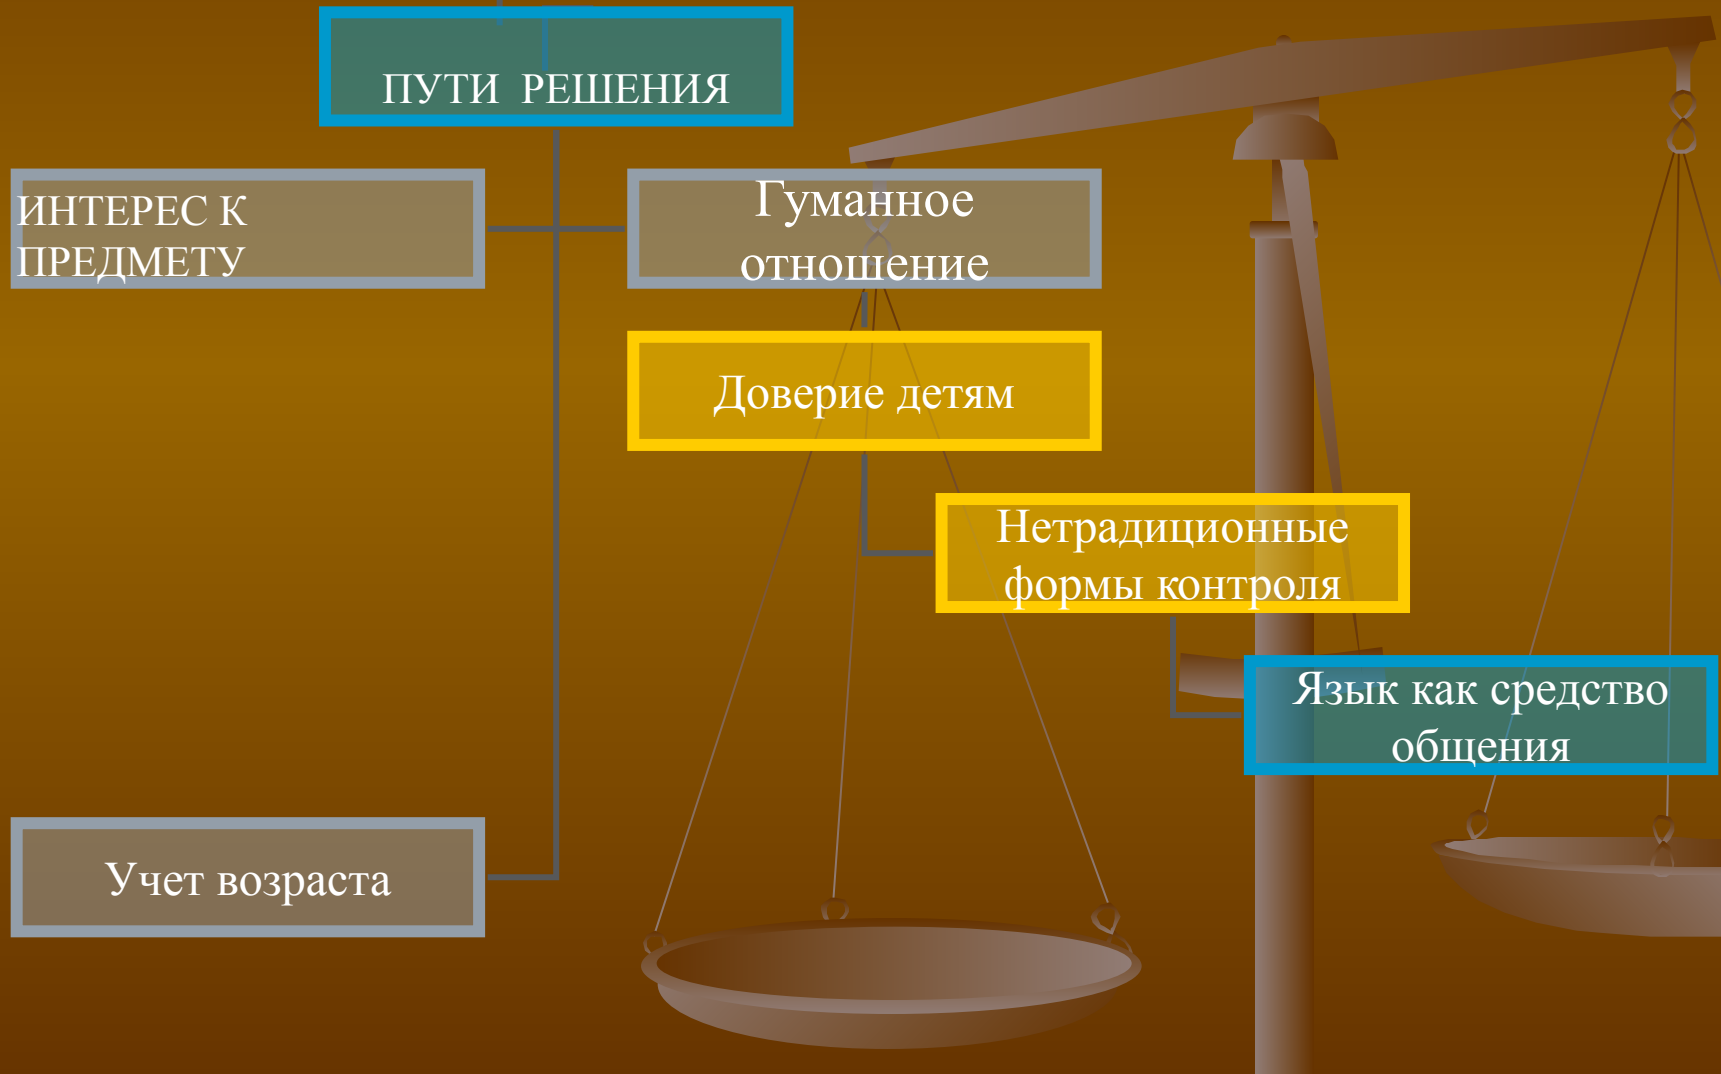 ПУТИ РЕШЕНИЯ
ИНТЕРЕС К
ПРЕДМЕТУ
Гуманное
отношение
Доверие детям
Нетрадиционные
формы контроля
Язык как средство
общения
Учет возраста